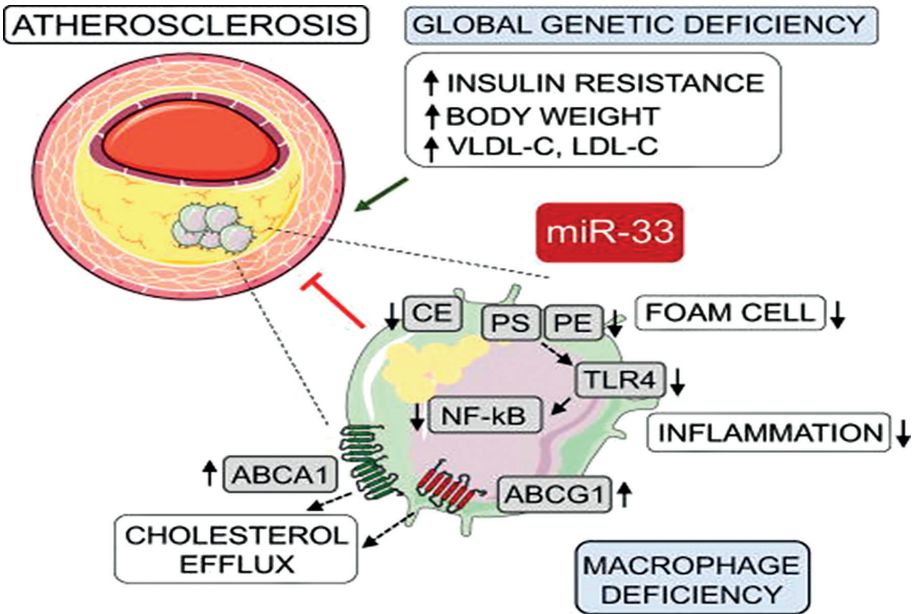 ATHEROSCLEROSIS
GLOBAL GENETIC DEFICIENCY
↑ INSULIN RESISTANCE
↑ BODY WEIGHT
↑ VLDL-C, LDL-C
miR-33
↓ CE
PS PE ↓
FOAM CELL ↓
TLR4 ↓
↓ NF-kB
INFLAMMATION ↓
↑ ABCA1
ABCG1 ↑
CHOLESTEROL
EFFLUX
MACROPHAGE
DEFICIENCY